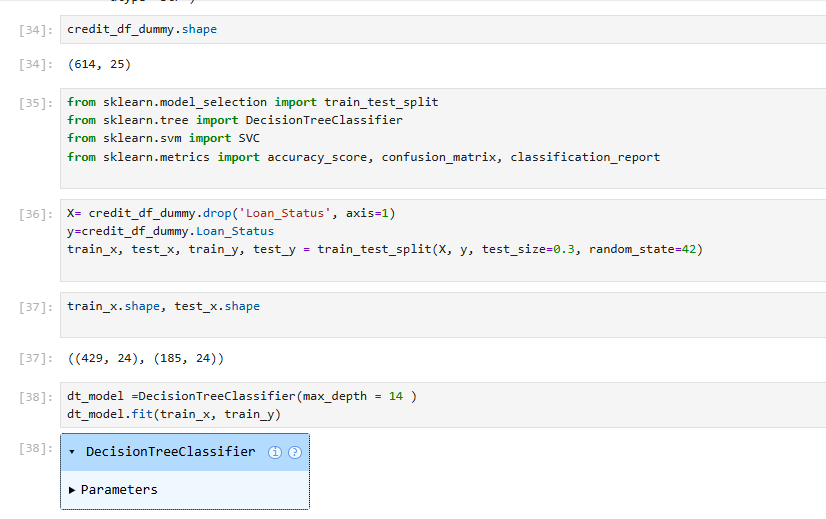 [34]: credit_df_dummy.shape
[34]: (614, 25)
[35]: from sklearn.model_selection import train_test_split
from sklearn.tree import DecisionTreeClassifier
from sklearn.svm import SVC
from sklearn.metrics import accuracy_score, confusion_matrix, classification_report
[36]: X= credit_df_dummy.drop('Loan_Status', axis=1)
y=credit_df_dummy.Loan_Status
train_x, test_x, train_y, test_y = train_test_split(X, y, test_size=0.3, random_state=42)
[37]: train_x.shape, test_x.shape
[37]: ((429, 24), (185, 24))
[38]: dt_model =DecisionTreeClassifier(max_depth = 14 )
dt_model.fit(train_x, train_y)
[38]: ▾ DecisionTreeClassifier i ?
▶ Parameters